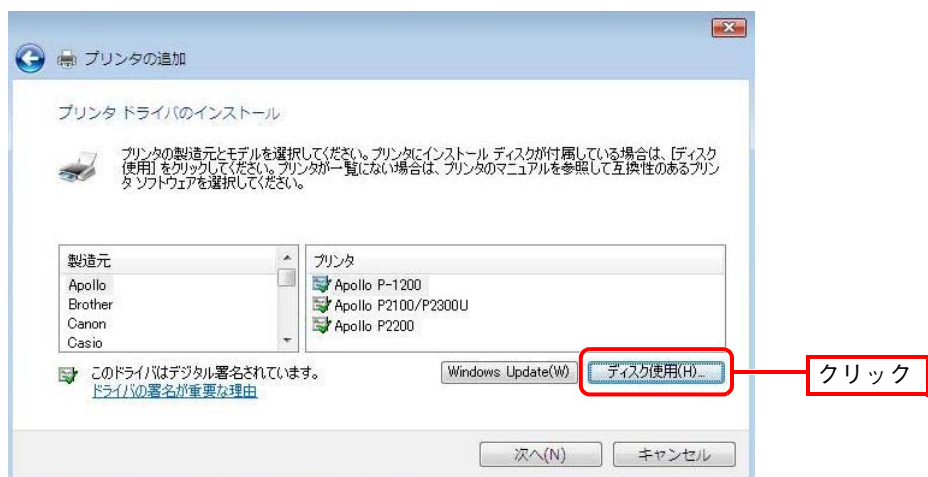 プリンタの追加
プリンタ ドライバのインストール
プリンタの製造元とモデルを選択してください。プリンタにインストール ディスクが付属している場合は、[ディスク
使用] をクリックしてください。プリンタが一覧にない場合は、プリンタのマニュアルを参照して互換性のあるプリン
タ ソフトウェアを選択してください。
製造元
Apollo
Brother
Canon
Casio
プリンタ
Apollo P-1200
Apollo P2100/P2300U
Apollo P2200
このドライバはデジタル署名されています。
ドライバの署名が重要な理由
Windows Update(W)
ディスク使用(H)...
クリック
次へ(N)
キャンセル